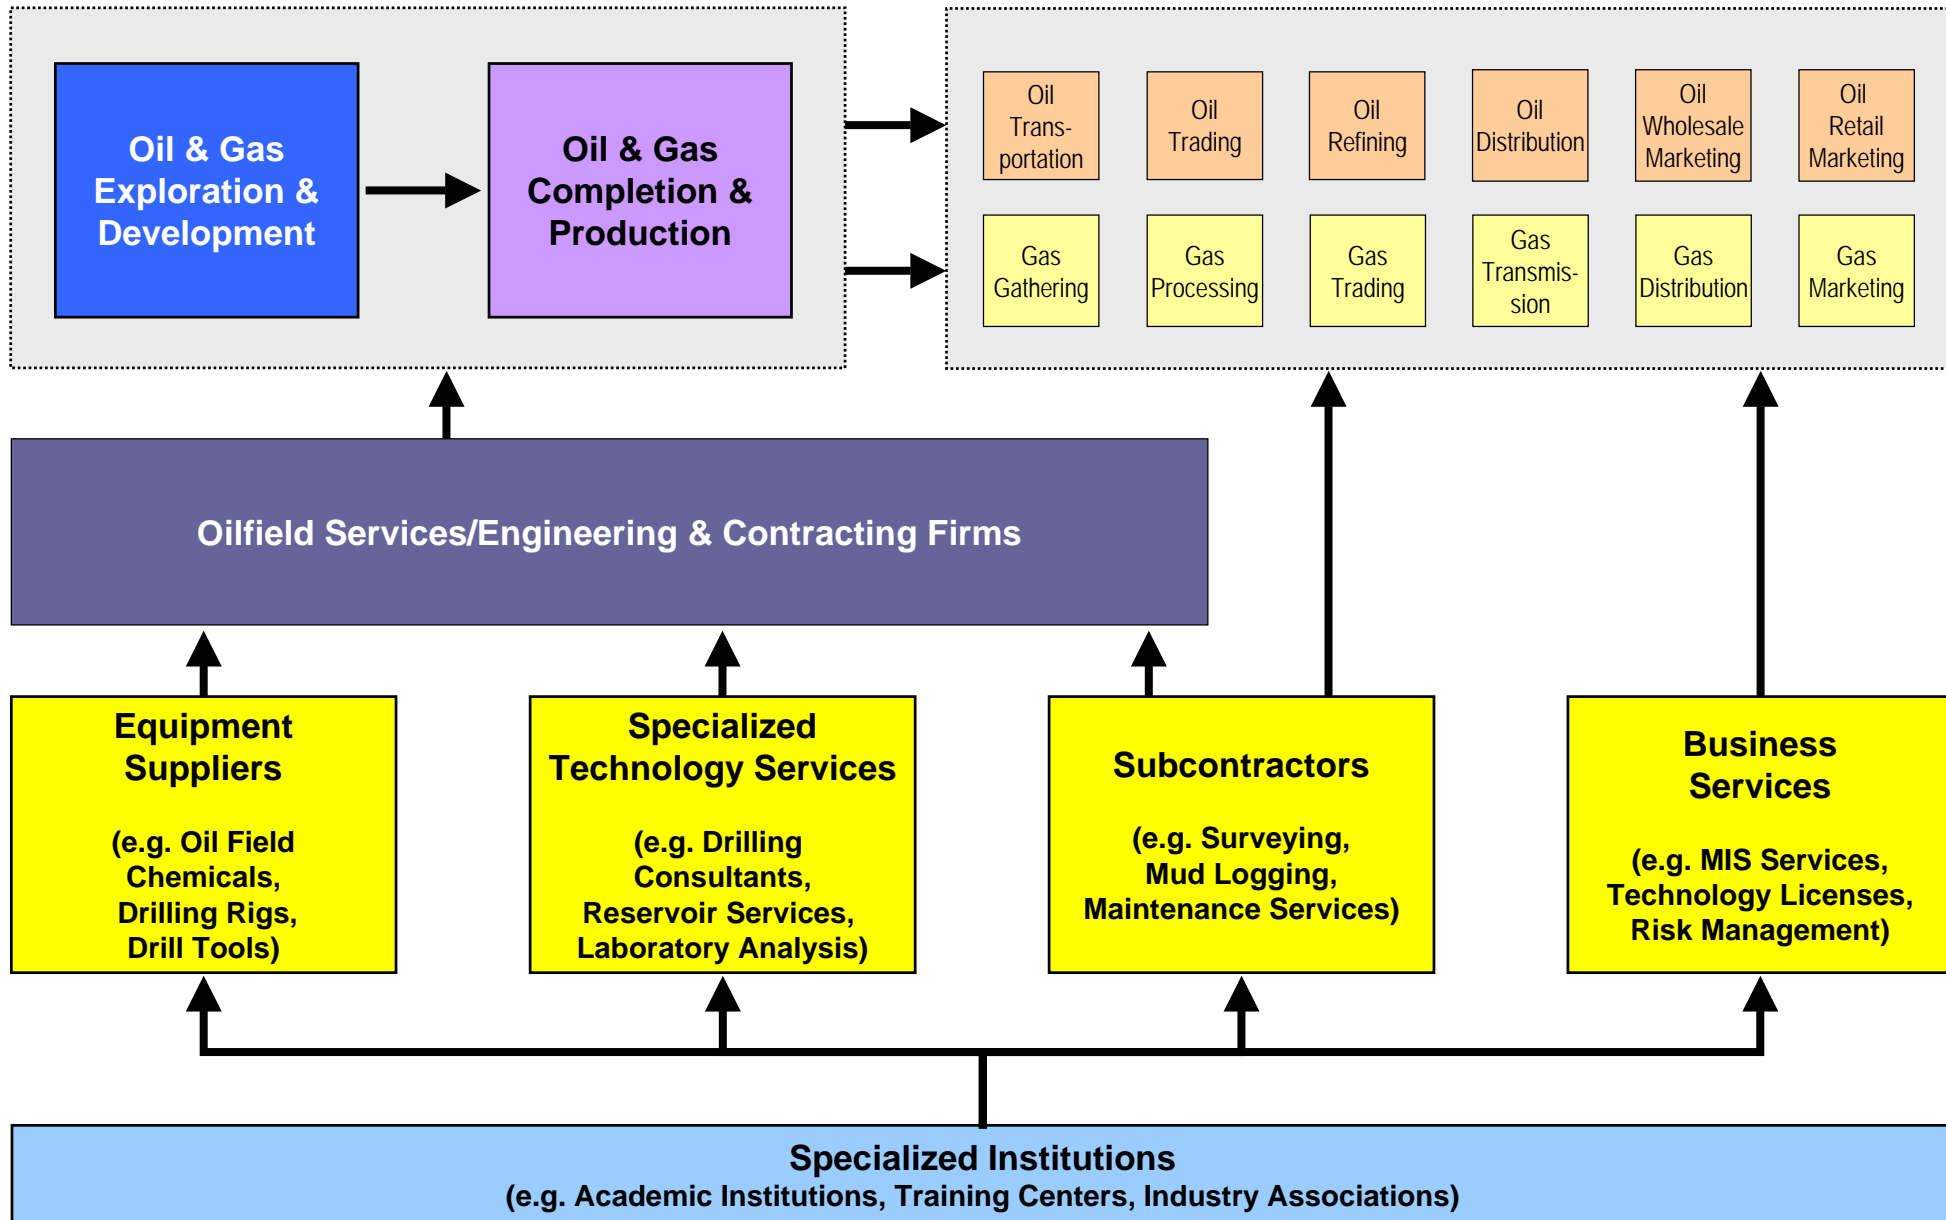 Oil & Gas
Exploration &
Development
Oil & Gas
Completion &
Production
Oil
Trans-
portation
Oil
Trading
Oil
Refining
Oil
Distribution
Oil
Wholesale
Marketing
Oil
Retail
Marketing
Gas
Gathering
Gas
Processing
Gas
Trading
Gas
Transmis-
sion
Gas
Distribution
Gas
Marketing
Oilfield Services/Engineering & Contracting Firms
Equipment
Suppliers
(e.g. Oil Field
Chemicals,
Drilling Rigs,
Drill Tools)
Specialized
Technology Services
(e.g. Drilling
Consultants,
Reservoir Services,
Laboratory Analysis)
Subcontractors
(e.g. Surveying,
Mud Logging,
Maintenance Services)
Business
Services
(e.g. MIS Services,
Technology Licenses,
Risk Management)
Specialized Institutions
(e.g. Academic Institutions, Training Centers, Industry Associations)